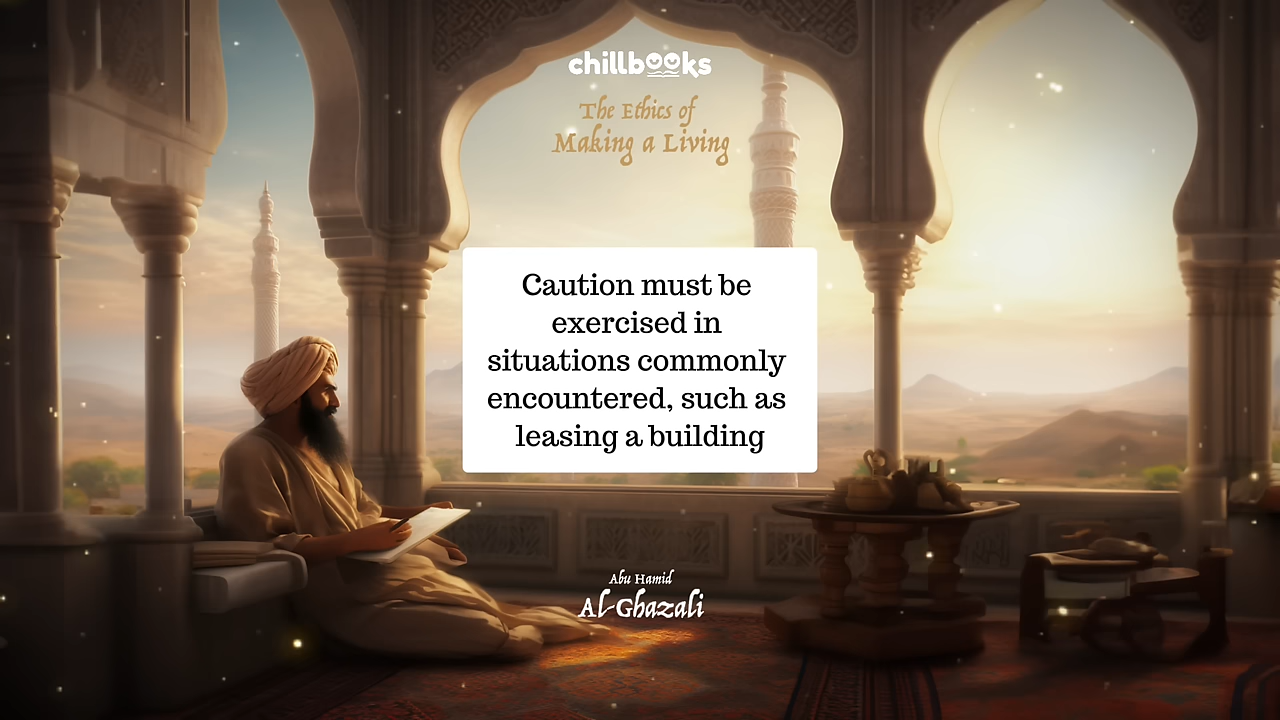 chillbooks
The Ethics of
Making a Living
Caution must be
exercised in
situations commonly
encountered, such as
leasing a building
Abu Hamid
Al-Ghazali